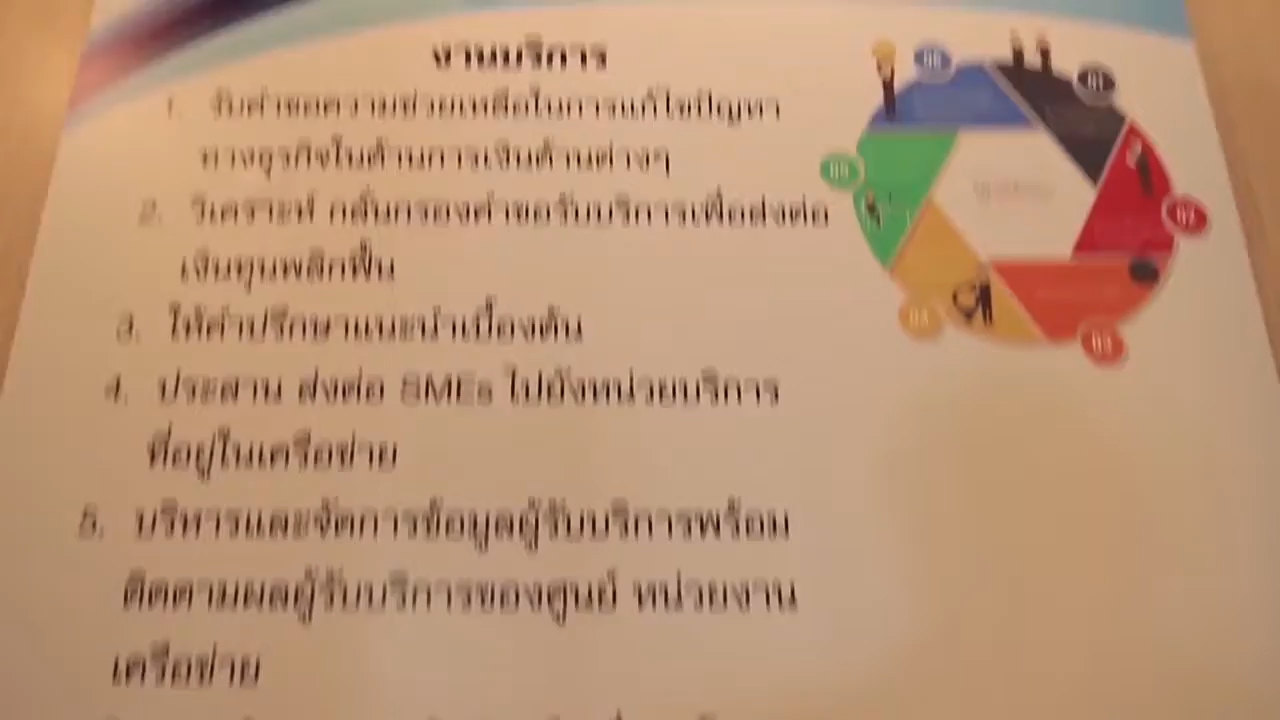 งานบริการ
1. รับคำขอความช่วยเหลือในการแก้ไขปัญหา
ทางธุรกิจในด้านการเงินด้านต่างๆ
2. วิเคราะห์ กลั่นกรองคำขอรับบริการเพื่อส่งต่อ
เงินทุนพลิกฟื้น
3. ให้คำปรึกษาแนะนำเบื้องต้น
4. ประสาน ส่งต่อ SMEs ไปยังหน่วยบริการ
ที่อยู่ในเครือข่าย
5. บริหารและจัดการข้อมูลผู้รับบริการพร้อม
ติดตามผลผู้รับบริการของศูนย์ หน่วยงาน
เครือข่าย
06
01
05
02
04
03